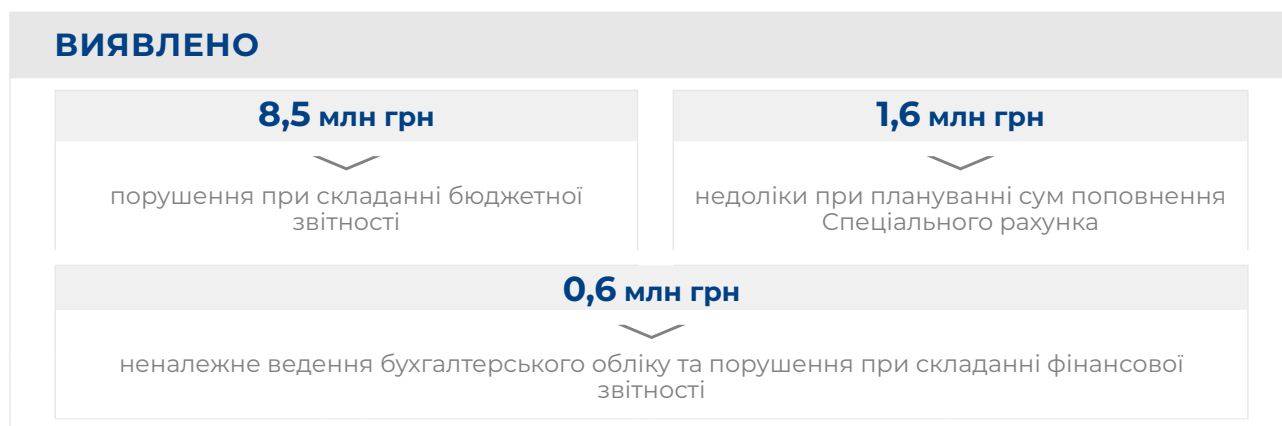 ВИЯВЛЕНО
8,5 млн грн
порушення при складанні бюджетної
звітності
1,6 млн грн
недоліки при плануванні сум поповнення
Спеціального рахунка
0,6 млн грн
неналежне ведення бухгалтерського обліку та порушення при складанні фінансової
звітності